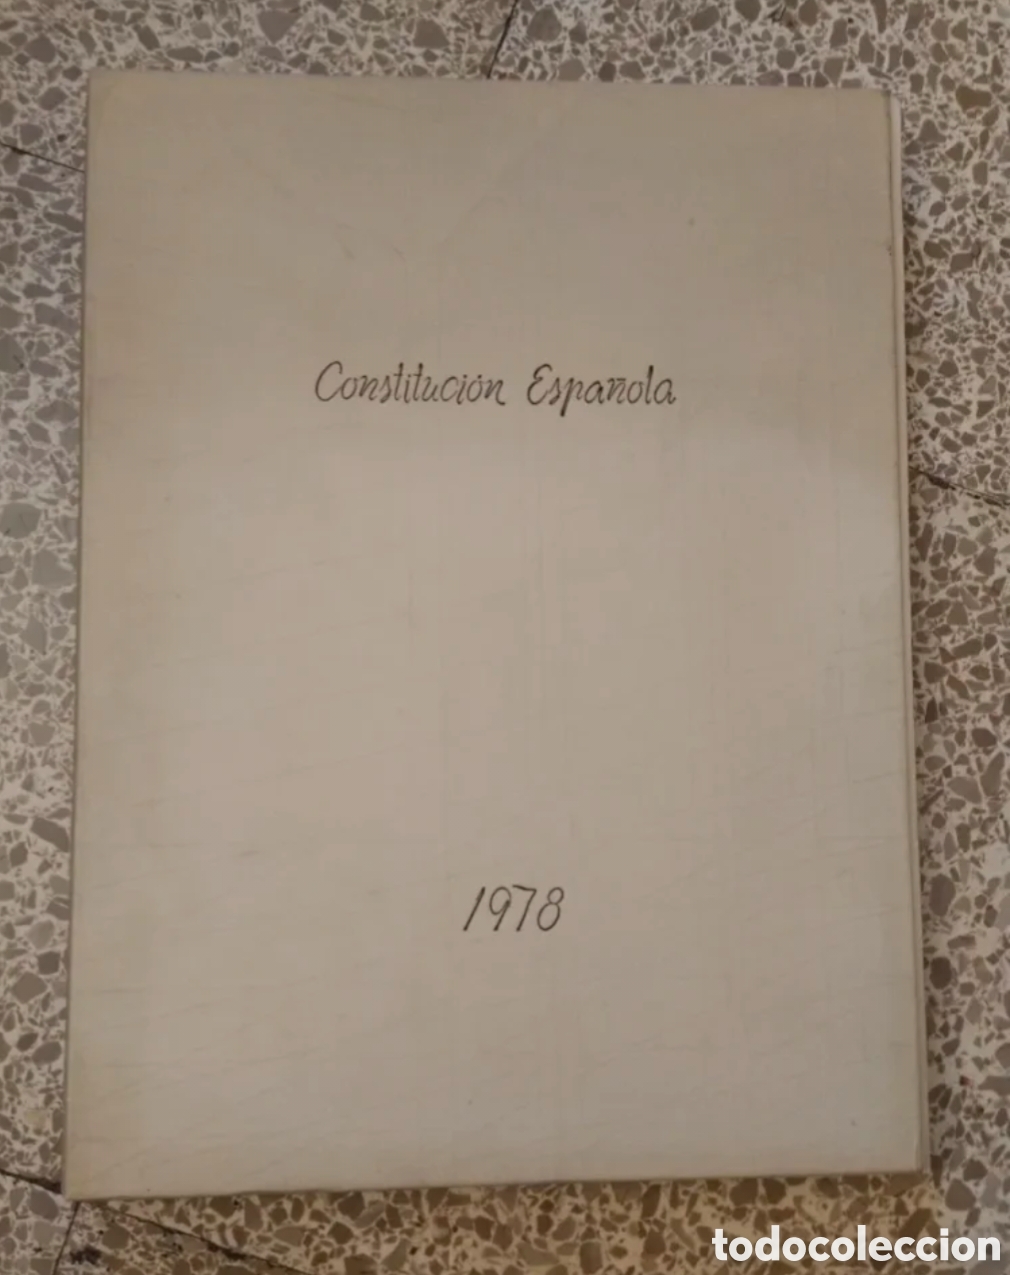 Constitución Española
1978
todocoleccion